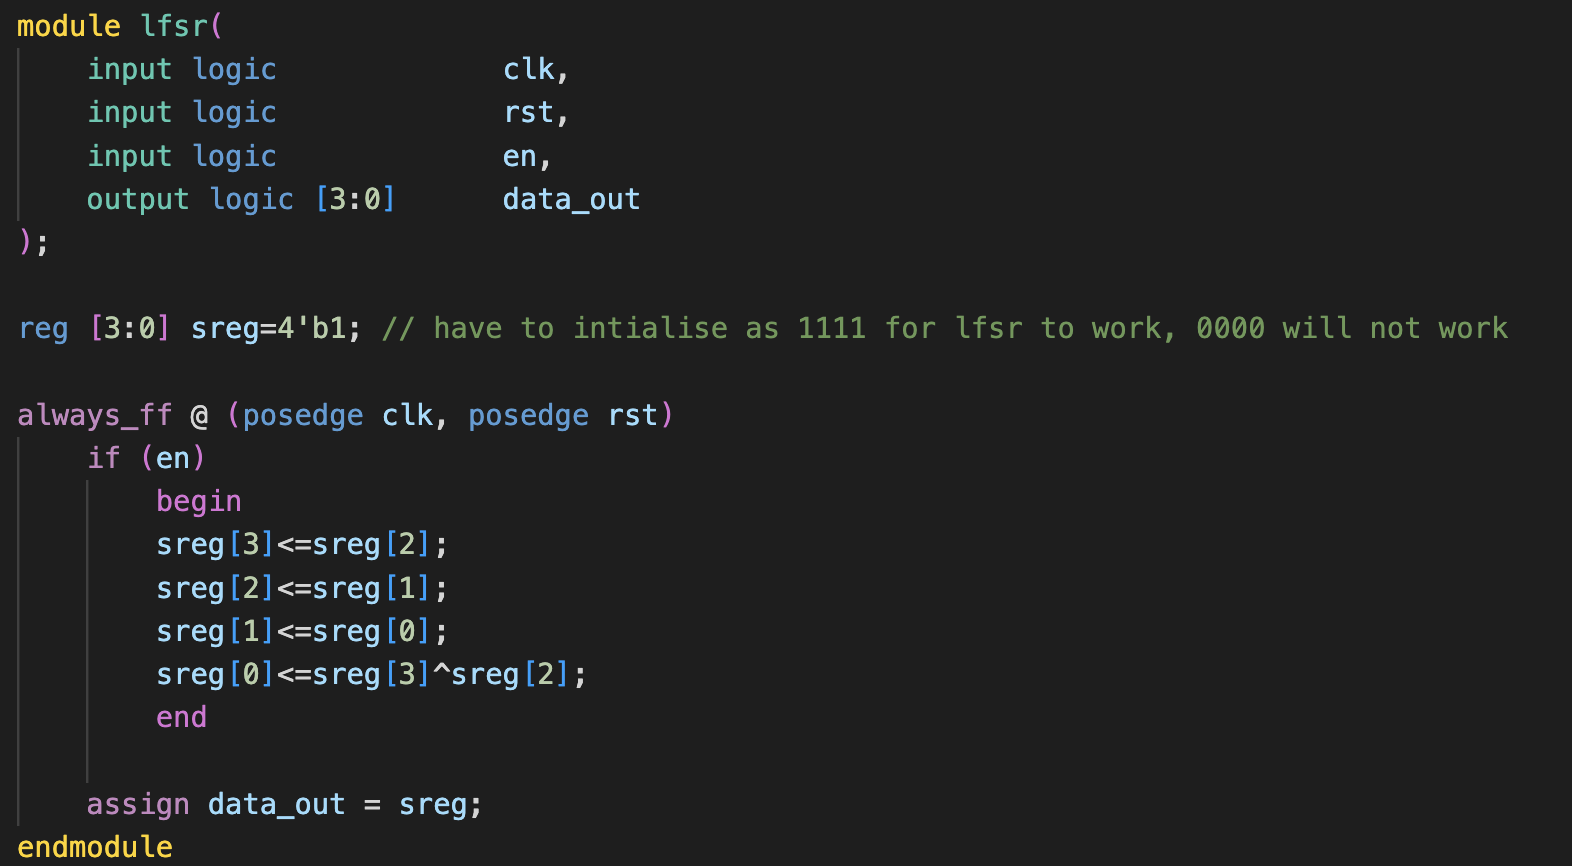 module lfsr(
    input logic             clk,
    input logic             rst,
    input logic             en,
    output logic [3:0]      data_out
);
reg [3:0] sreg=4'b1; // have to intialise as 1111 for lfsr to work, 0000 will not work
always_ff @ (posedge clk, posedge rst)
    if (en)
        begin
        sreg[3]<=sreg[2];
        sreg[2]<=sreg[1];
        sreg[1]<=sreg[0];
        sreg[0]<=sreg[3]^sreg[2];
        end
    assign data_out = sreg;
endmodule